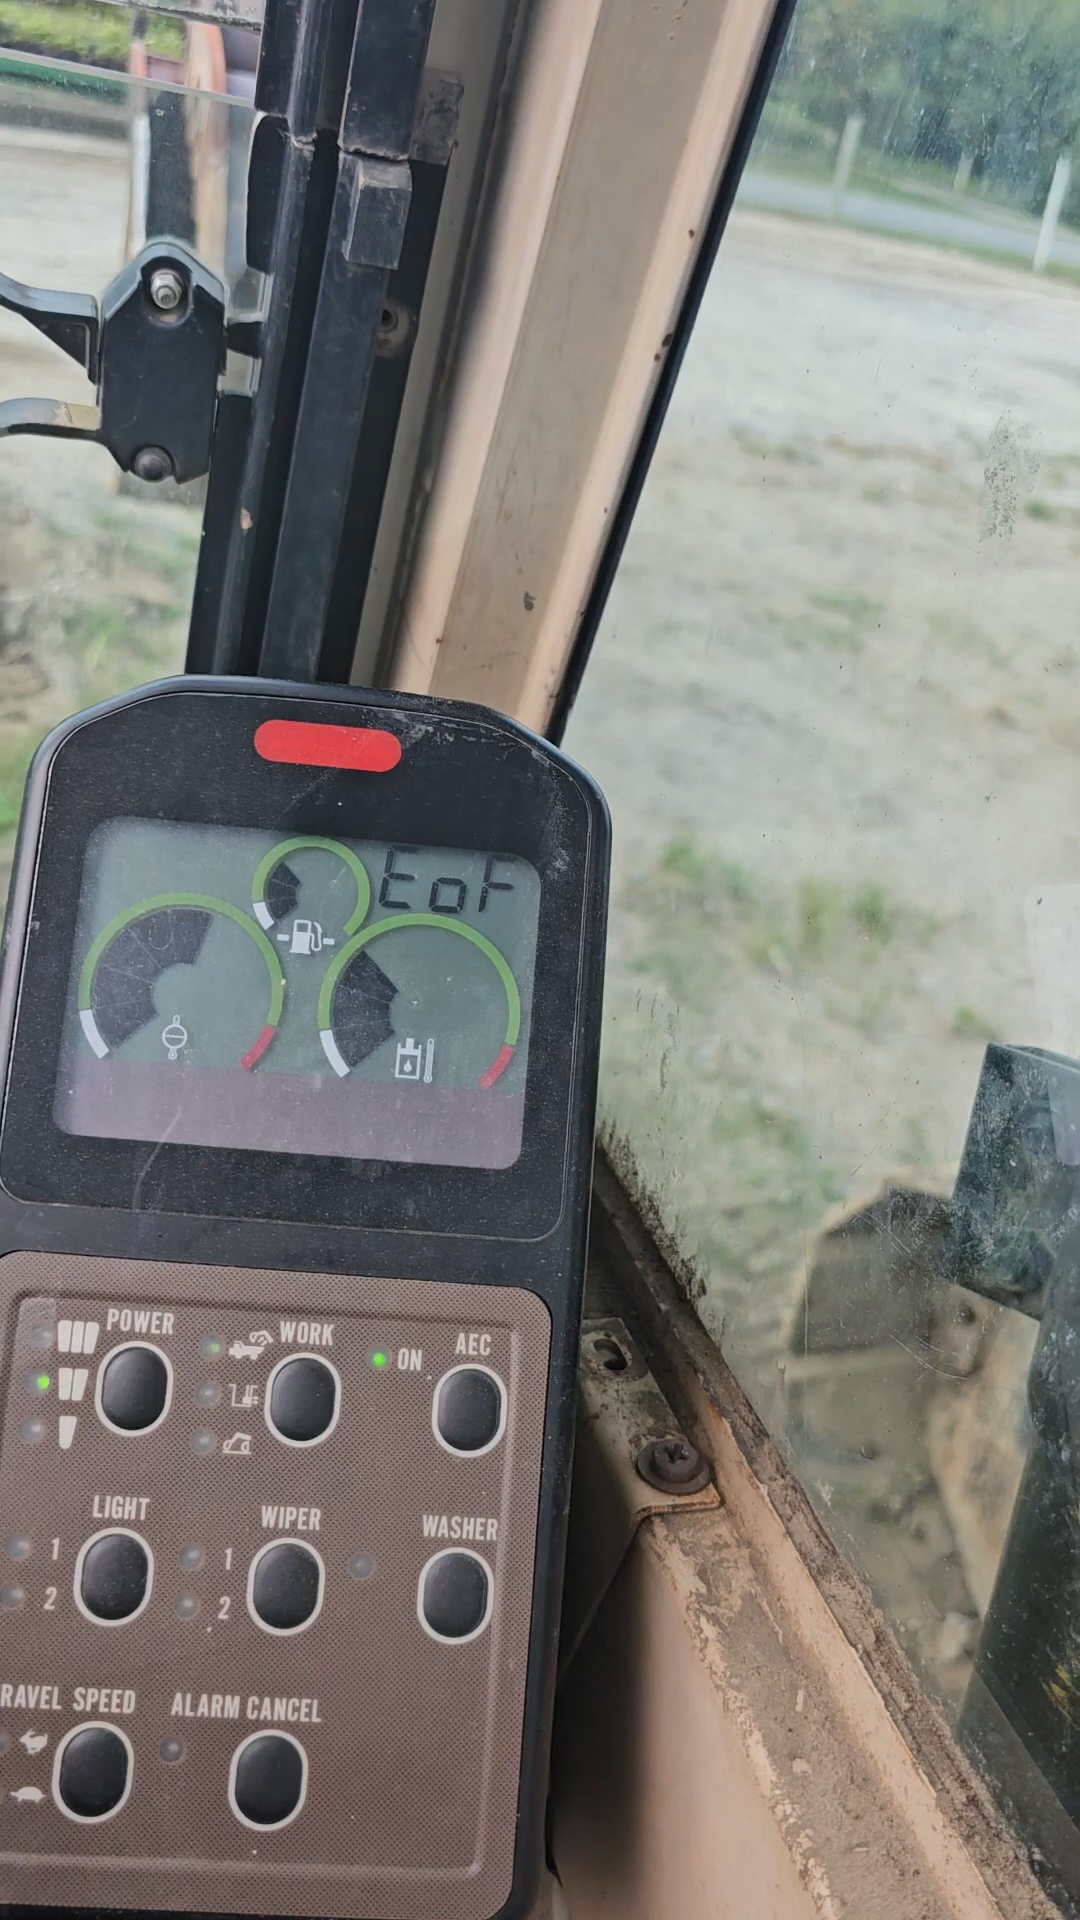 EoF
POWER
WORK
ON
AEC
LIGHT
1
2
WIPER
1
2
WASHER
RAVEL SPEED
ALARM CANCEL